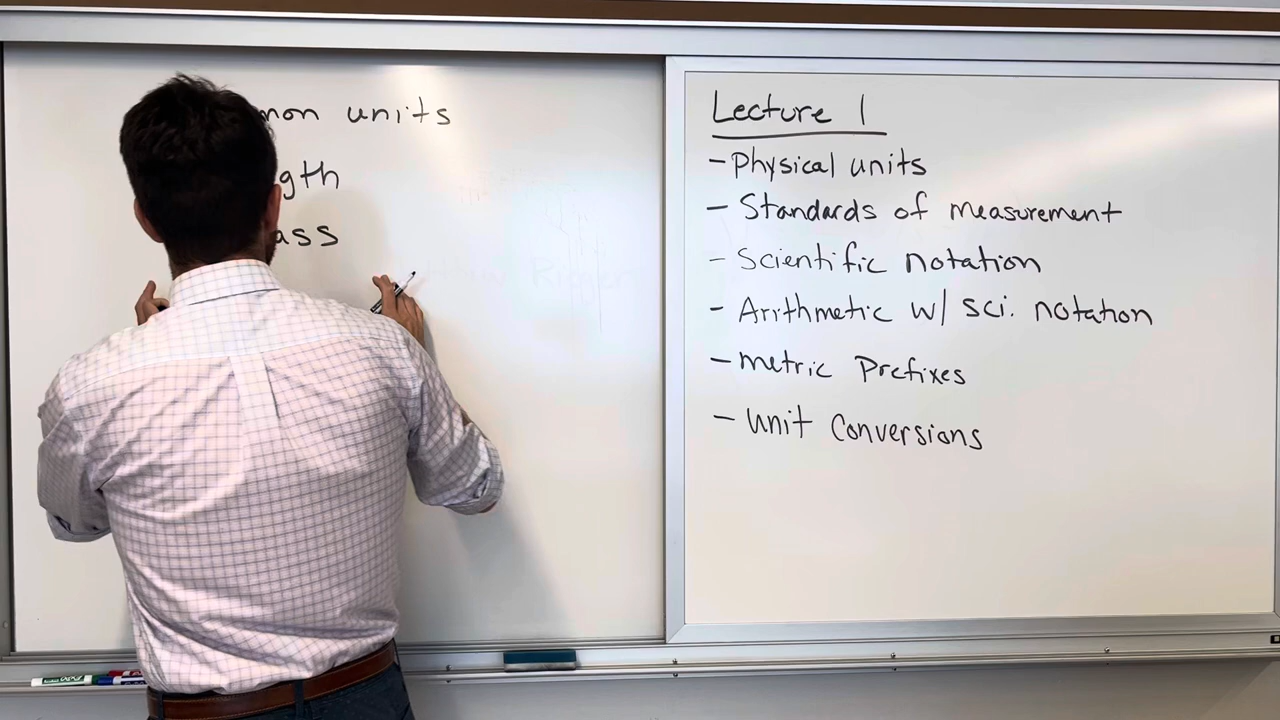 mon units
gth
ass
Lecture 1
- Physical units
- Standards of measurement
- Scientific notation
- Arithmetic w/ sci. notation
- metric Prefixes
- Unit Conversions